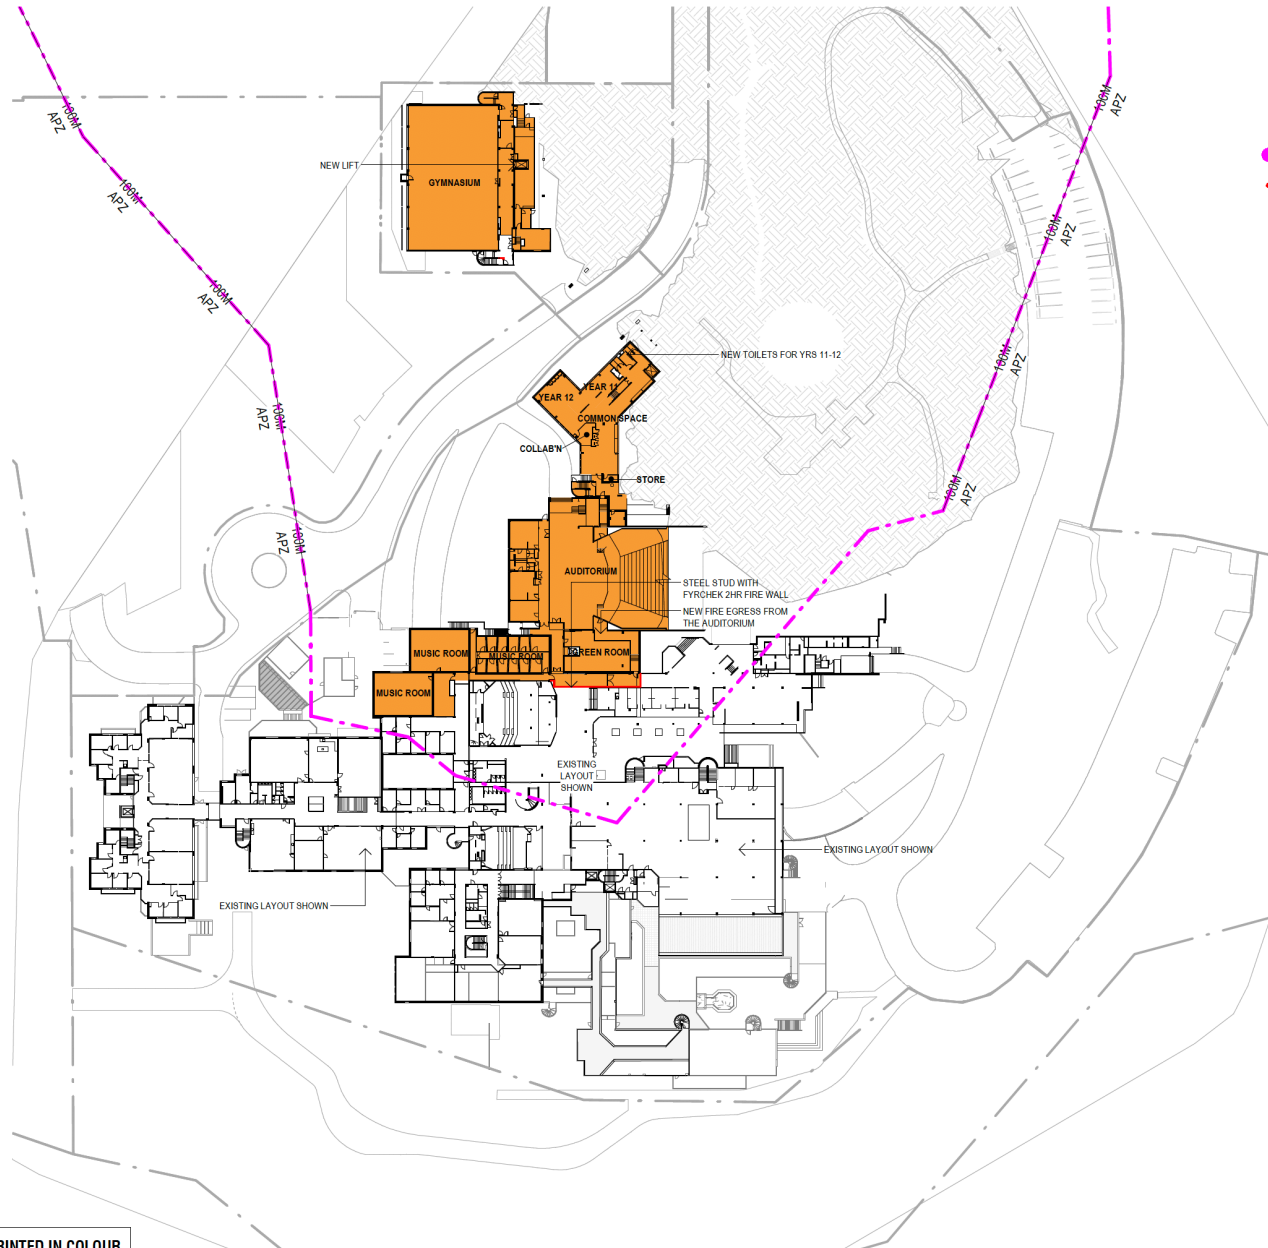 100M
APZ
100M
APZ
100M
APZ
100M
APZ
100M
APZ
100M
APZ
100M
APZ
100M
APZ
100M
APZ
NEW LIFT
GYMNASIUM
NEW TOILETS FOR YRS 11-12
YEAR 11
YEAR 12
COMMON SPACE
COLLAB'N
STORE
AUDITORIUM
STEEL STUD WITH
FYRCHEK 2HR FIRE WALL
NEW FIRE EGRESS FROM
THE AUDITORIUM
MUSIC ROOM
MUSIC ROOM
GREEN ROOM
MUSIC ROOM
EXISTING
LAYOUT
SHOWN
EXISTING LAYOUT SHOWN
EXISTING LAYOUT SHOWN
RINTED IN COLOUR